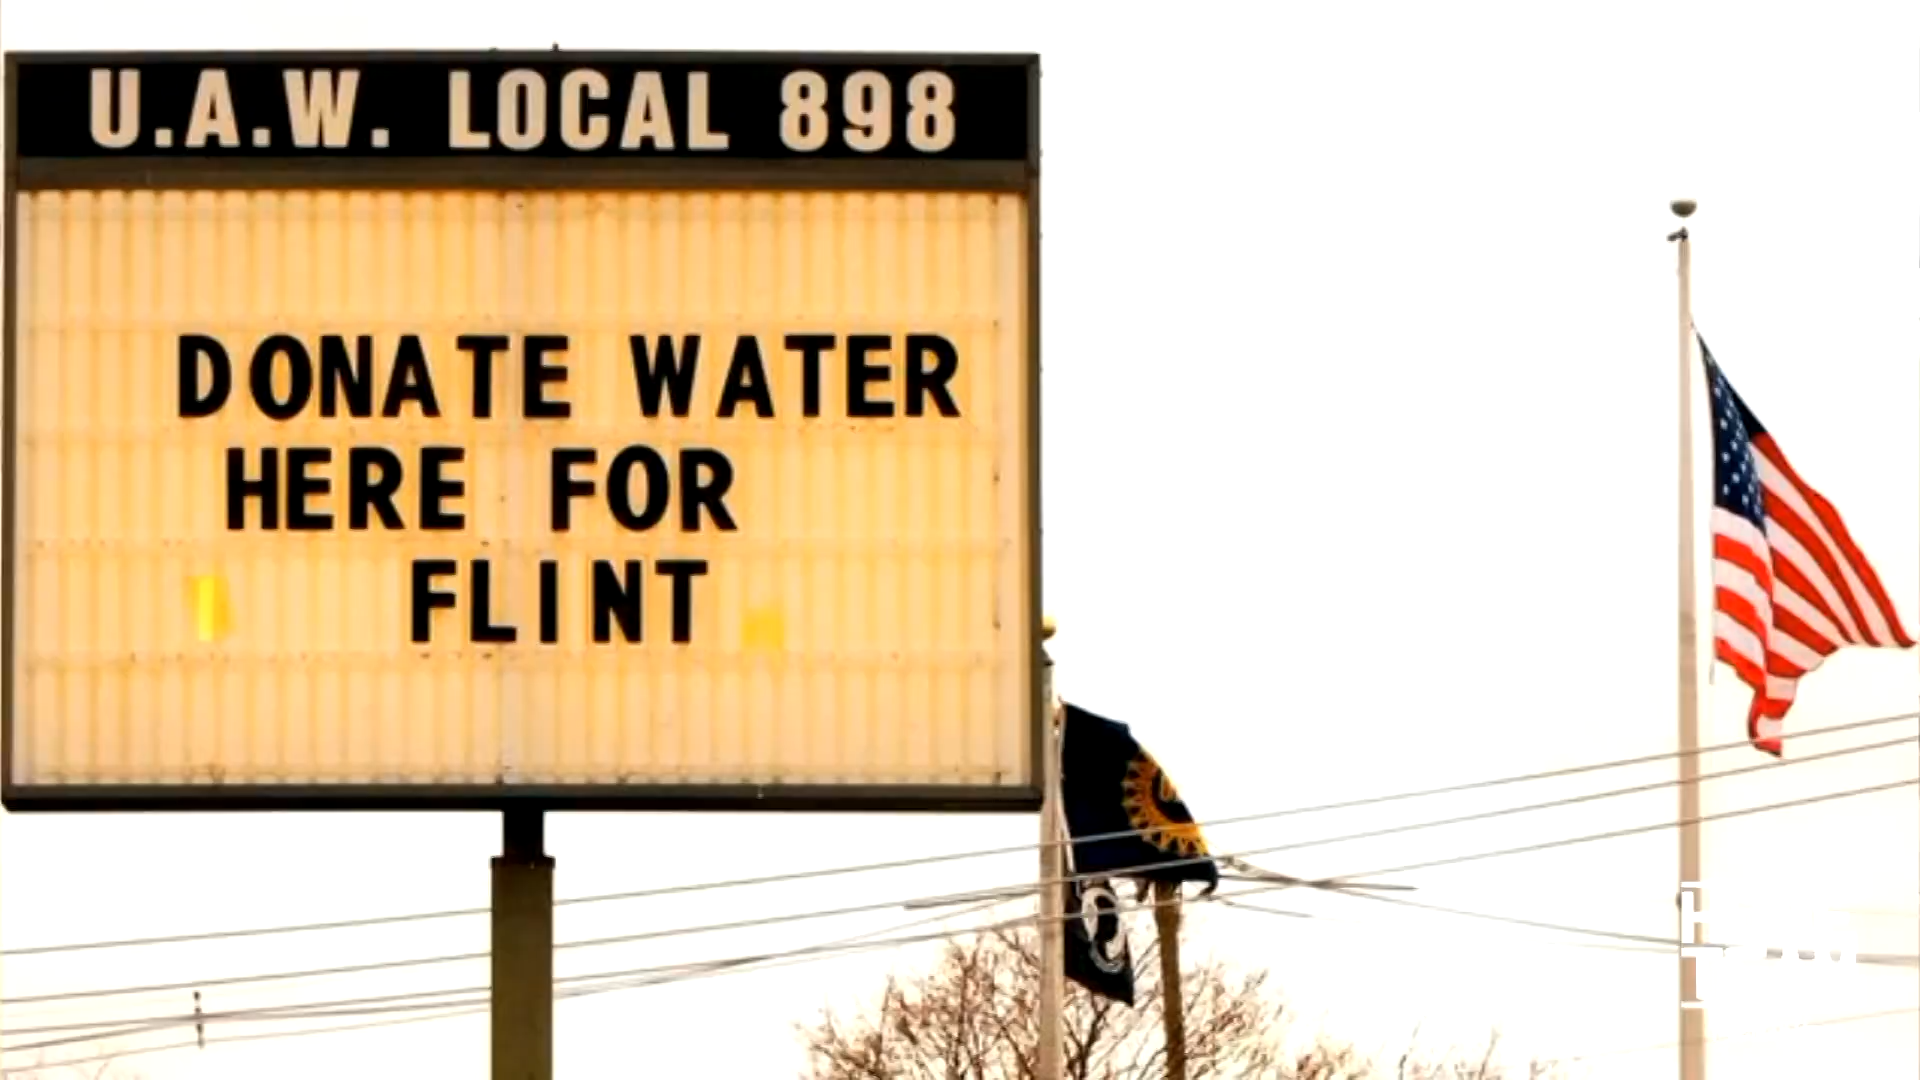 U.A.W. LOCAL 898
DONATE WATER
HERE FOR
FLINT